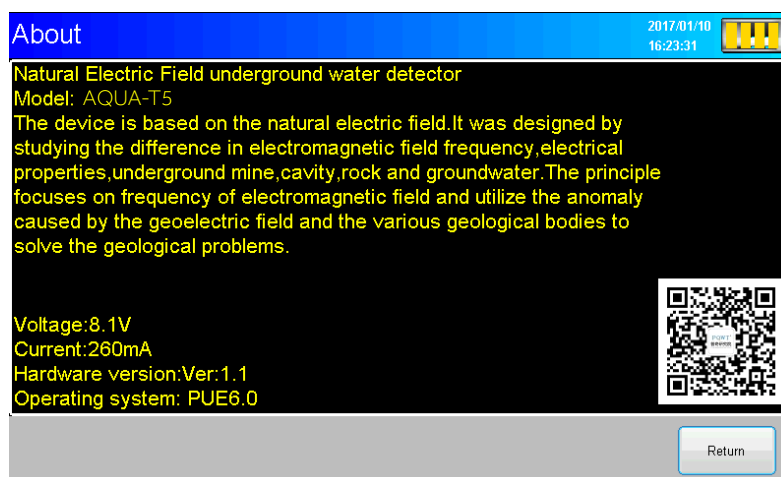 About
2017/01/10
16:23:31
Natural Electric Field underground water detector
Model: AQUA-T5
The device is based on the natural electric field.It was designed by
studying the difference in electromagnetic field frequency,electrical
properties,underground mine,cavity,rock and groundwater.The principle
focuses on frequency of electromagnetic field and utilize the anomaly
caused by the geoelectric field and the various geological bodies to
solve the geological problems.
Voltage:8.1V
Current:260mA
Hardware version:Ver:1.1
Operating system: PUE6.0
PQWT
Return